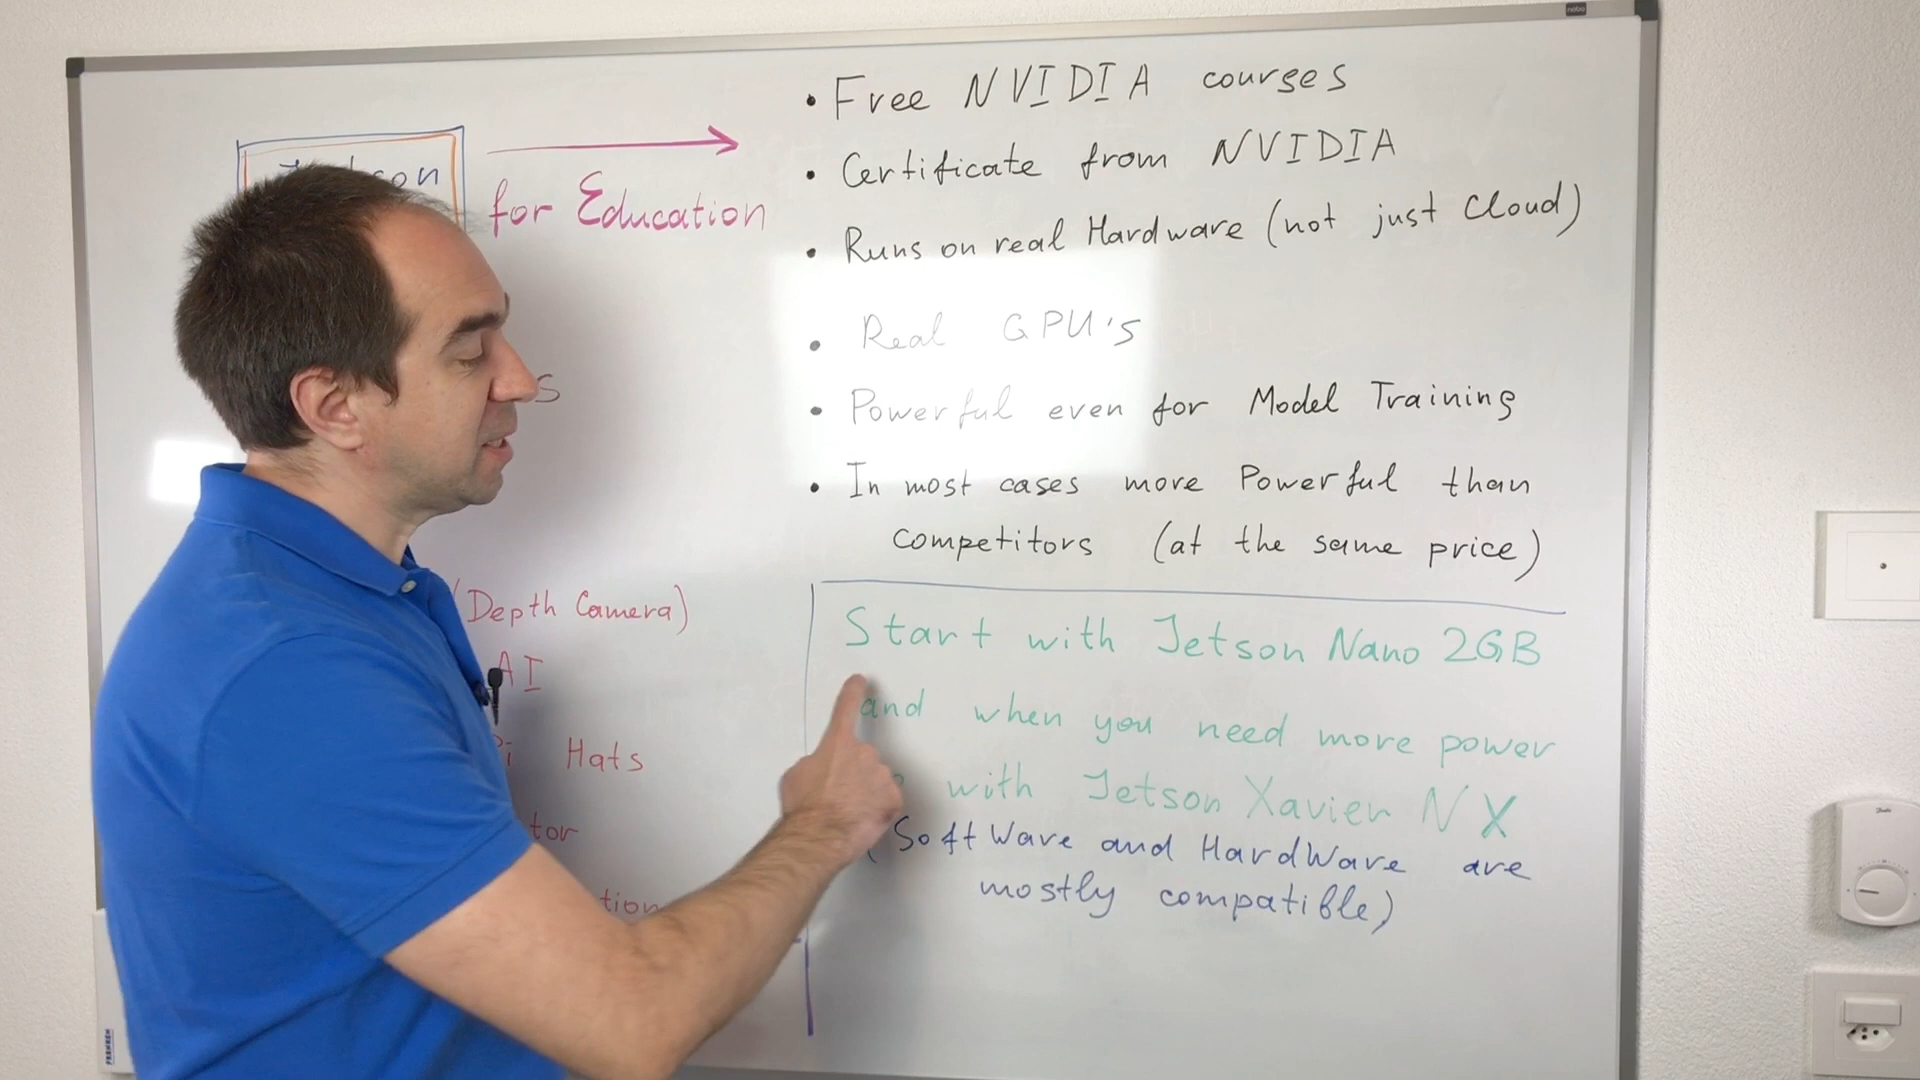 • Free NVIDIA courses
• Certificate from NVIDIA
for Education
• Runs on real Hardware (not just Cloud)
• Real GPU's
• Powerful even for Model Training
• In most cases more Powerful than
competitors (at the same price)
(Depth Camera)
AI
Hats
Start with Jetson Nano 2GB
and when you need more power
with Jetson Xavier NX
(SoftWare and HardWare are
mostly compatible)
FRANKEN
nobo